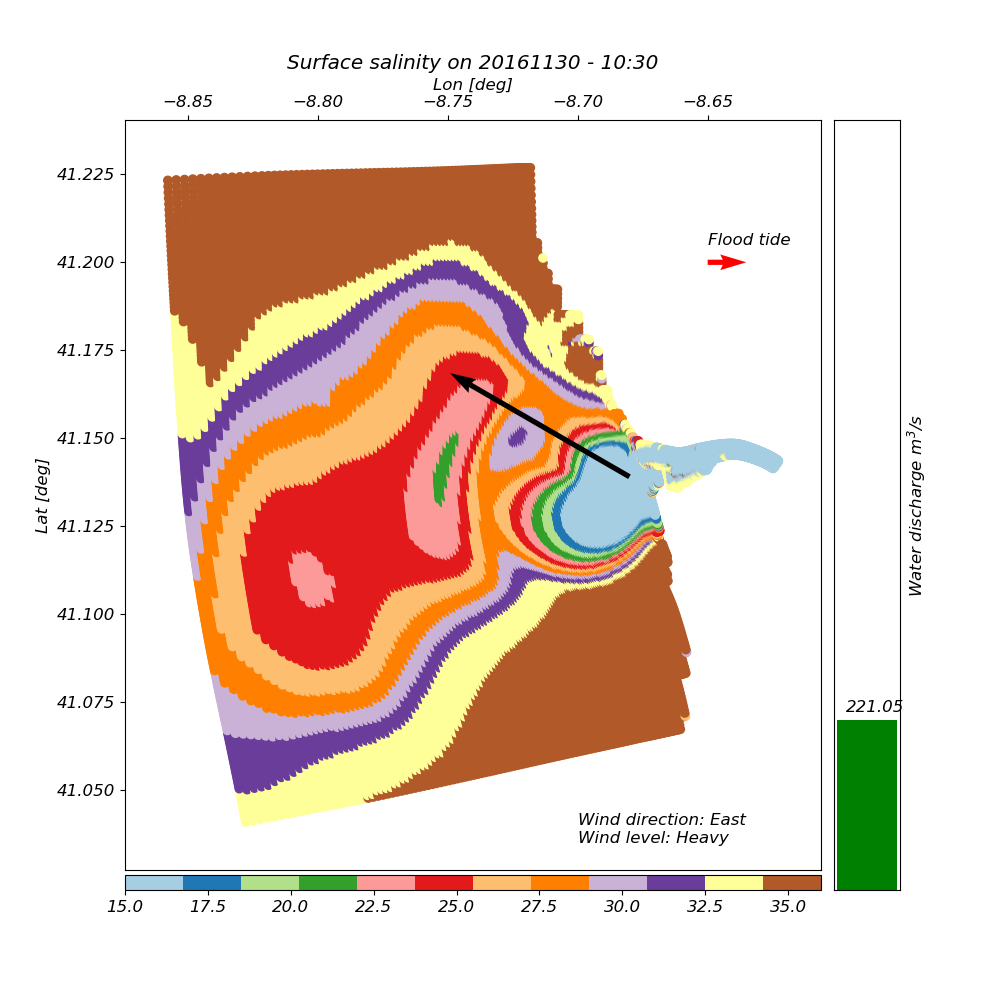 Surface salinity on 20161130 - 10:30
Lon [deg]
−8.85 −8.80 −8.75 −8.70 −8.65
41.225
41.200
41.175
41.150
41.125
41.100
41.075
41.050
Lat [deg]
Flood tide
Wind direction: East
Wind level: Heavy
221.05
Water discharge m³/s
15.0 17.5 20.0 22.5 25.0 27.5 30.0 32.5 35.0